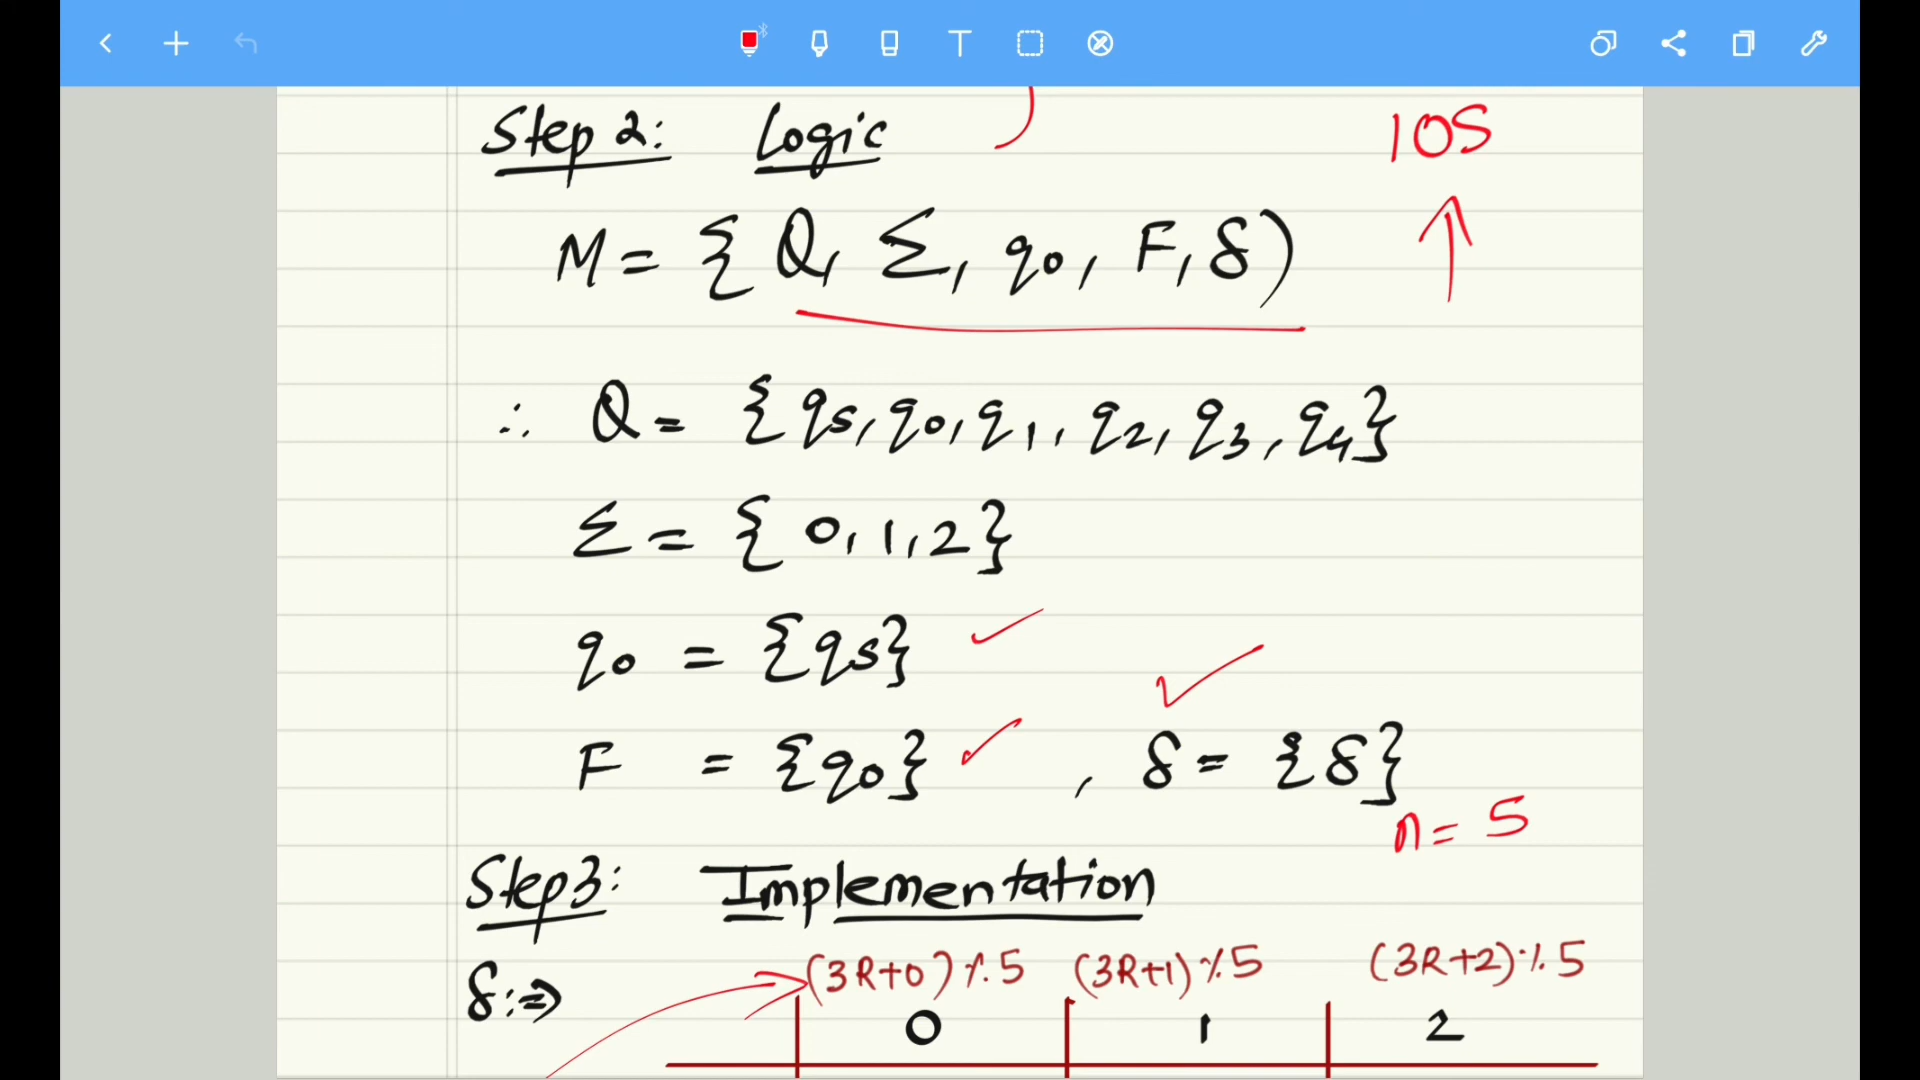 Step 2: Logic
10S
M = { Q, Σ, q0, F, δ )
∴ Q = { qs, q0, q1, q2, q3, q4}
Σ = { 0, 1, 2}
q0 = {qs}
F = {q0} , δ = {δ}
n = 5
Step3: Implementation
(3R+0) % 5 (3R+1) % 5 (3R+2) % 5
δ: ⇒
0 1 2